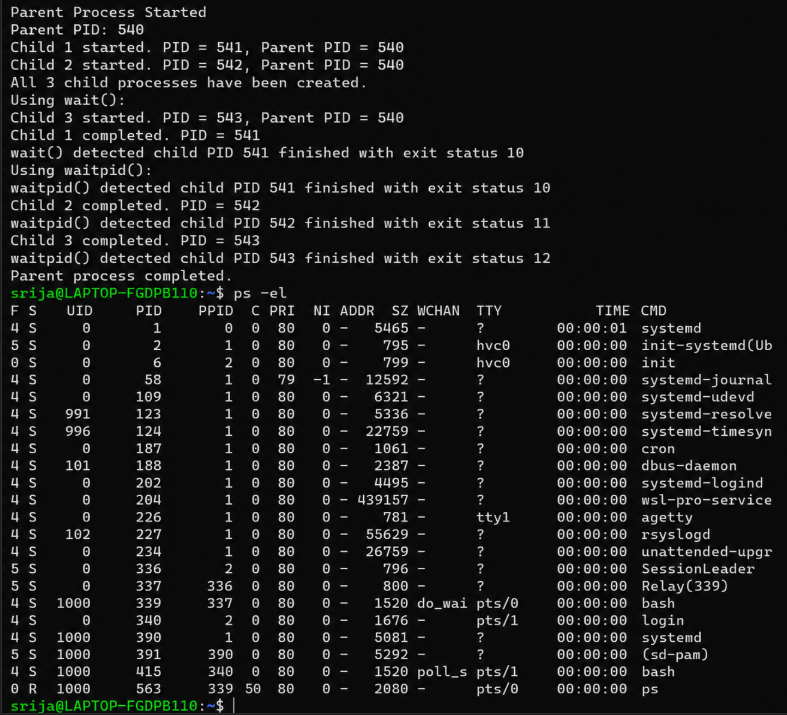 Parent Process Started
Parent PID: 540
Child 1 started. PID = 541, Parent PID = 540
Child 2 started. PID = 542, Parent PID = 540
All 3 child processes have been created.
Using wait():
Child 3 started. PID = 543, Parent PID = 540
Child 1 completed. PID = 541
wait() detected child PID 541 finished with exit status 10
Using waitpid():
waitpid() detected child PID 541 finished with exit status 10
Child 2 completed. PID = 542
waitpid() detected child PID 542 finished with exit status 11
Child 3 completed. PID = 543
waitpid() detected child PID 543 finished with exit status 12
Parent process completed.
srija@LAPTOP-FGDPB110:~$ ps -el
F S   UID     PID    PPID  C PRI  NI ADDR  SZ WCHAN  TTY          TIME CMD
4 S     0       1       0  0  80   0 -   5465 -      ?        00:00:01 systemd
5 S     0       2       1  0  80   0 -    795 -      hvc0     00:00:00 init-systemd(Ub
0 S     0       6       2  0  80   0 -    799 -      hvc0     00:00:00 init
4 S     0      58       1  0  79  -1 -  12592 -      ?        00:00:00 systemd-journal
4 S     0     109       1  0  80   0 -   6321 -      ?        00:00:00 systemd-udevd
4 S   991     123       1  0  80   0 -   5336 -      ?        00:00:00 systemd-resolve
4 S   996     124       1  0  80   0 -  22759 -      ?        00:00:00 systemd-timesyn
4 S     0     187       1  0  80   0 -   1061 -      ?        00:00:00 cron
4 S   101     188       1  0  80   0 -   2387 -      ?        00:00:00 dbus-daemon
4 S     0     202       1  0  80   0 -   4495 -      ?        00:00:00 systemd-logind
4 S     0     204       1  0  80   0 - 439157 -      ?        00:00:00 wsl-pro-service
4 S     0     226       1  0  80   0 -    781 -      tty1     00:00:00 agetty
4 S   102     227       1  0  80   0 -  55629 -      ?        00:00:00 rsyslogd
4 S     0     234       1  0  80   0 -  26759 -      ?        00:00:00 unattended-upgr
5 S     0     336       2  0  80   0 -    796 -      ?        00:00:00 SessionLeader
5 S     0     337     336  0  80   0 -    800 -      ?        00:00:00 Relay(339)
4 S  1000     339     337  0  80   0 -   1520 do_wai pts/0    00:00:00 bash
4 S     0     340       2  0  80   0 -   1676 -      pts/1    00:00:00 login
4 S  1000     390       1  0  80   0 -   5081 -      ?        00:00:00 systemd
5 S  1000     391     390  0  80   0 -   5292 -      ?        00:00:00 (sd-pam)
4 S  1000     415     340  0  80   0 -   1520 poll_s pts/1    00:00:00 bash
0 R  1000     563     339 50  80   0 -   2080 -      pts/0    00:00:00 ps
srija@LAPTOP-FGDPB110:~$